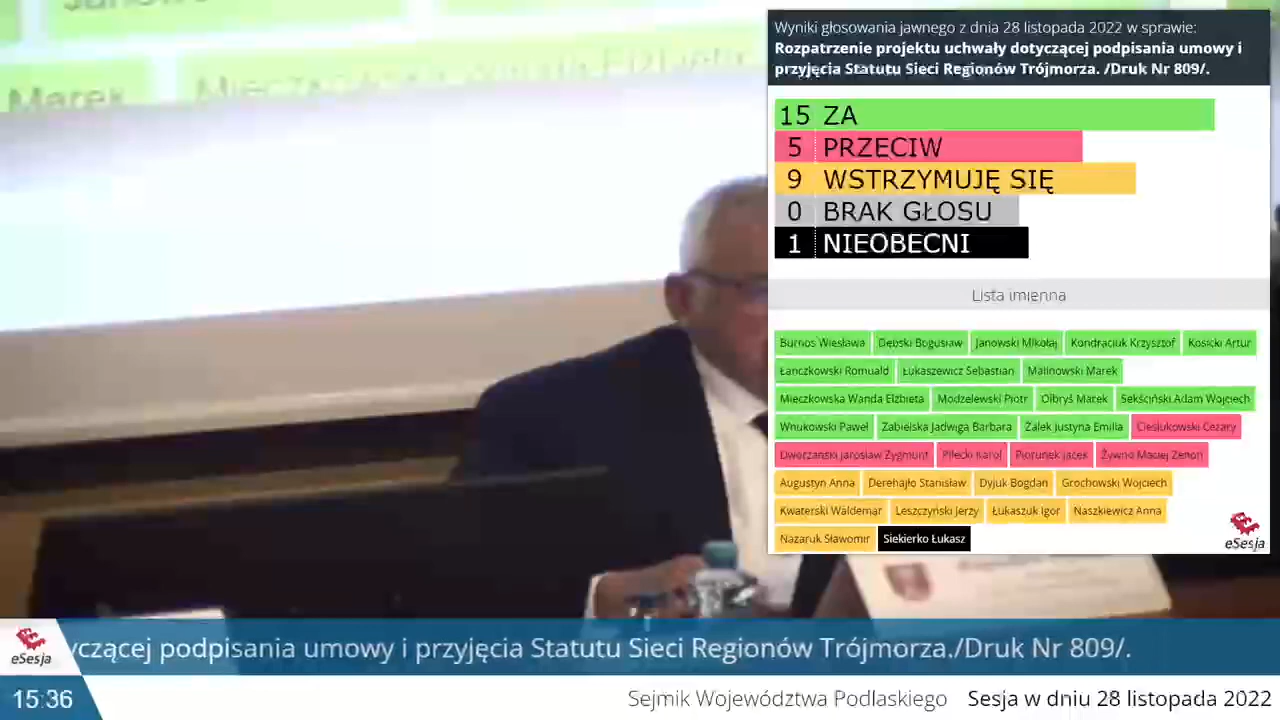 Marek
Wyniki głosowania jawnego z dnia 28 listopada 2022 w sprawie:
Rozpatrzenie projektu uchwały dotyczącej podpisania umowy i
przyjęcia Statutu Sieci Regionów Trójmorza. /Druk Nr 809/.
15 ZA
5 PRZECIW
9 WSTRZYMUJĘ SIĘ
0 BRAK GŁOSU
1 NIEOBECNI
Lista imienna
Burnos Wiesława Dębski Bogusław Janowski Mikołaj Kondraciuk Krzysztof Kosicki Artur
Łanczkowski Romuald Łukaszewicz Sebastian Malinowski Marek
Mieczkowska Wanda Elżbieta Modzelewski Piotr Olbryś Marek Sekściński Adam Wojciech
Wnukowski Paweł Zabielska Jadwiga Barbara Żalek Justyna Emilia Cieslukowski Cezary
Dworzański Jarosław Zygmunt Pilecki Karol Piorunek Jacek Żywno Maciej Zenon
Augustyn Anna Derehajło Stanisław Dyjuk Bogdan Grochowski Wojciech
Kwaterski Waldemar Leszczyński Jerzy Łukaszuk Igor Naszkiewicz Anna
Nazaruk Sławomir Siekierko Łukasz
eSesja
eSesja
yczącej podpisania umowy i przyjęcia Statutu Sieci Regionów Trójmorza./Druk Nr 809/.
15:36
Sejmik Województwa Podlaskiego Sesja w dniu 28 listopada 2022